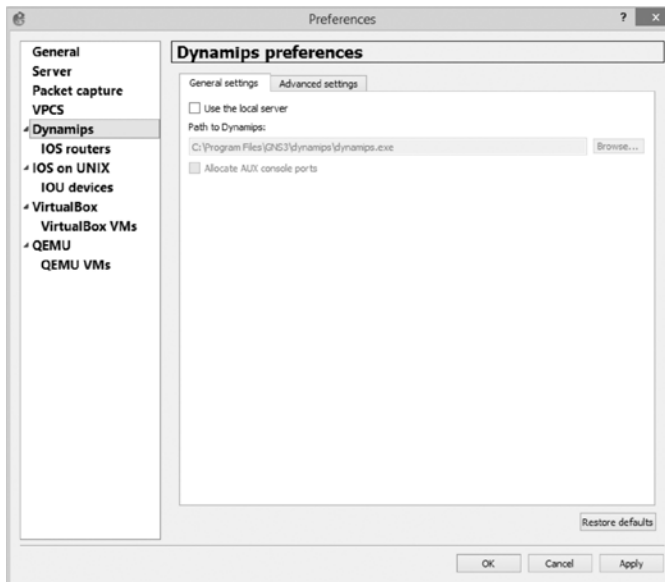 Preferences
? x
General
Server
Packet capture
VPCS
Dynamips
IOS routers
IOS on UNIX
IOU devices
VirtualBox
VirtualBox VMs
QEMU
QEMU VMs
Dynamips preferences
General settings Advanced settings
Use the local server
Path to Dynamips:
C:\Program Files\GNS3\dynamips\dynamips.exe Browse...
Allocate AUX console ports
Restore defaults
OK Cancel Apply